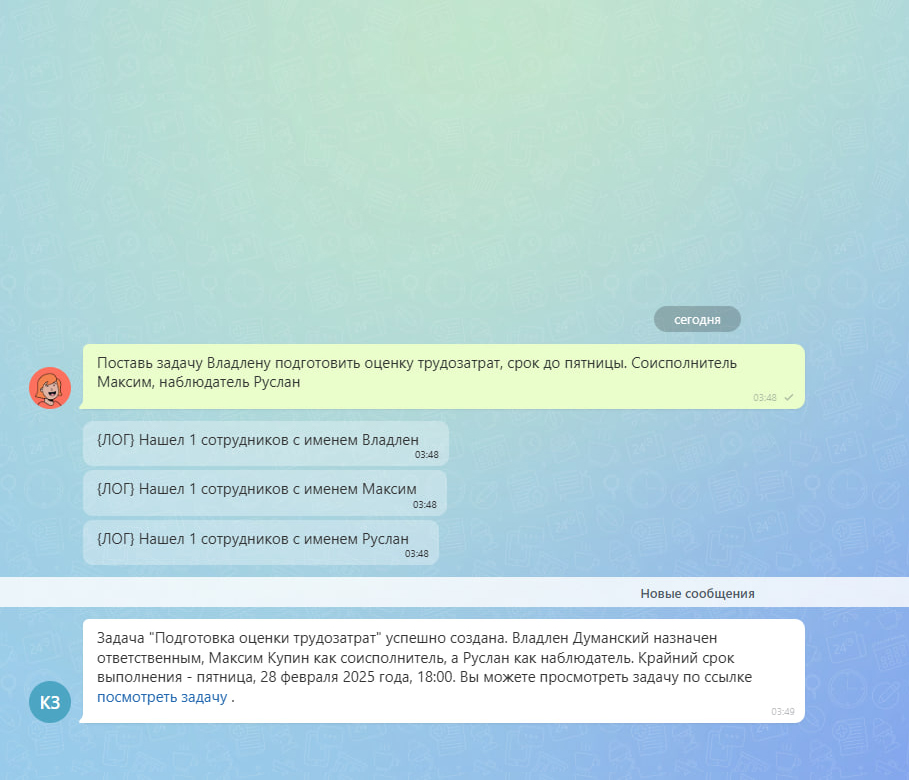 сегодня
Поставь задачу Владлену подготовить оценку трудозатрат, срок до пятницы. Соисполнитель
Максим, наблюдатель Руслан
03:48
{ЛОГ} Нашел 1 сотрудников с именем Владлен
03:48
{ЛОГ} Нашел 1 сотрудников с именем Максим
03:48
{ЛОГ} Нашел 1 сотрудников с именем Руслан
03:48
Новые сообщения
Задача "Подготовка оценки трудозатрат" успешно создана. Владлен Думанский назначен
ответственным, Максим Купин как соисполнитель, а Руслан как наблюдатель. Крайний срок
выполнения - пятница, 28 февраля 2025 года, 18:00. Вы можете просмотреть задачу по ссылке
посмотреть задачу .
КЗ
03:49